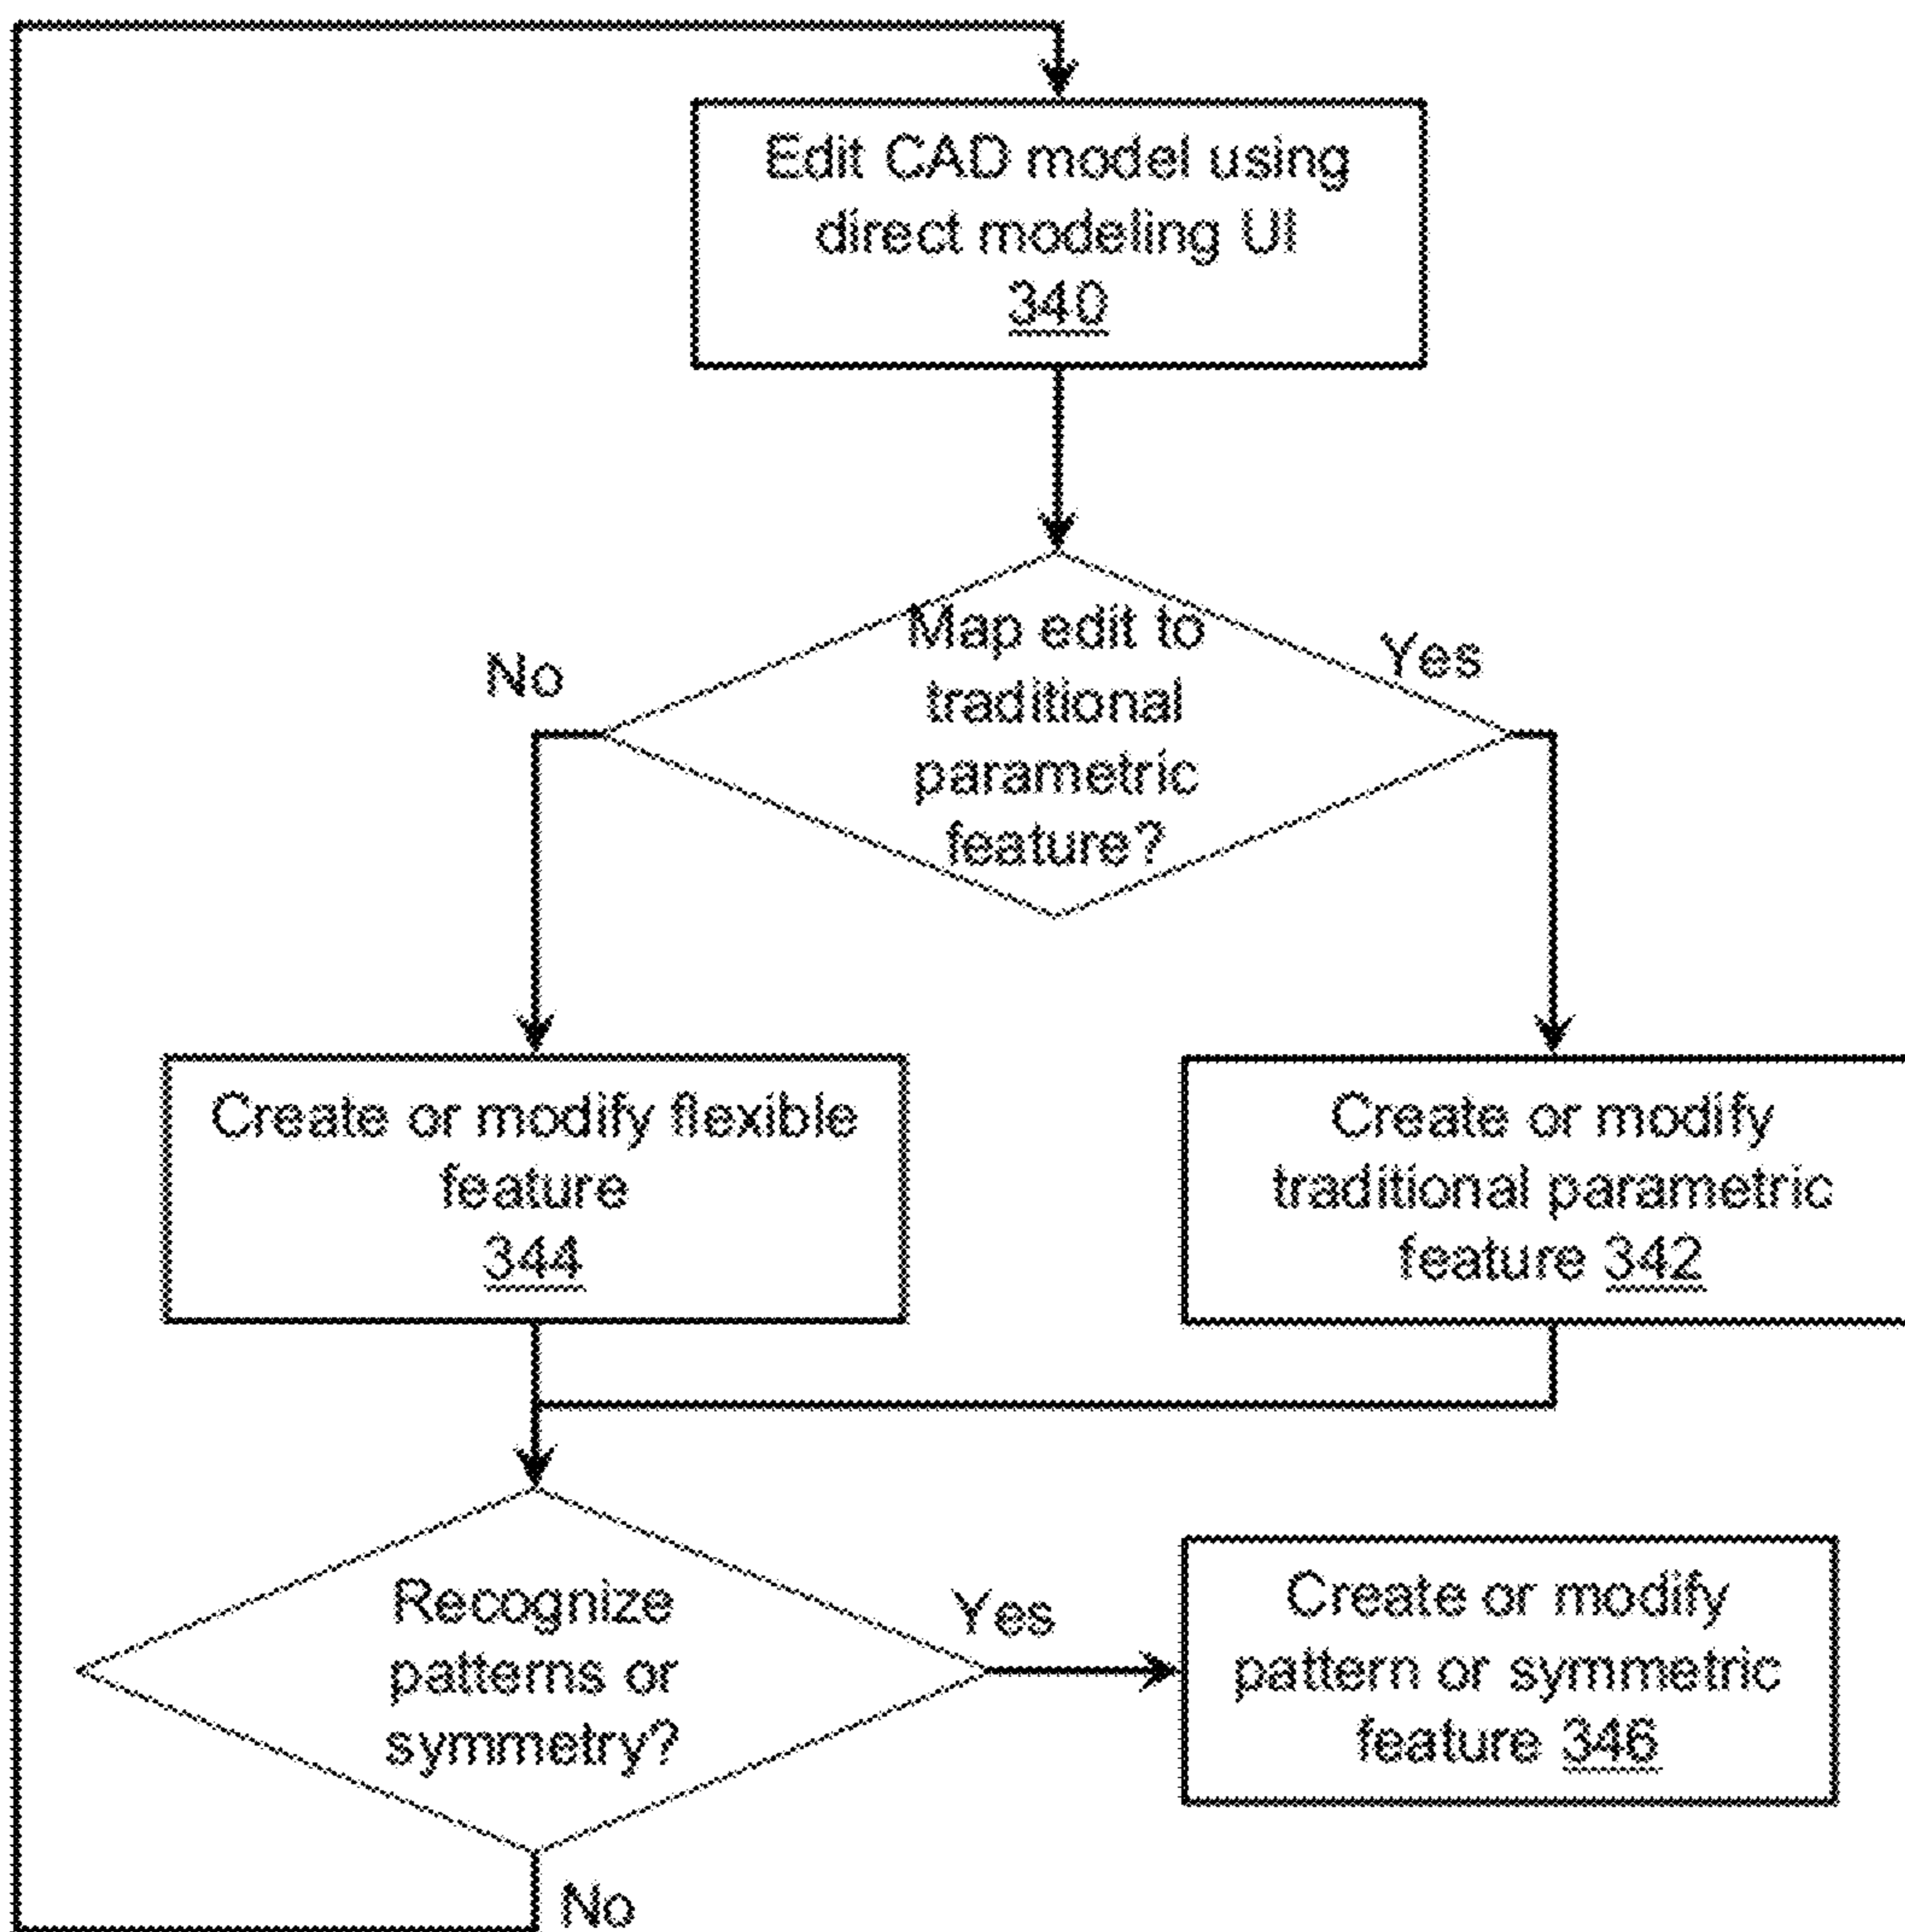 Edit CAD model using
direct modeling UI
340
Map edit to
traditional
parametric
feature?
No
Yes
Create or modify flexible
feature
344
Create or modify
traditional parametric
feature 342
Recognize
patterns or
symmetry?
Yes
No
Create or modify
pattern or symmetric
feature 346